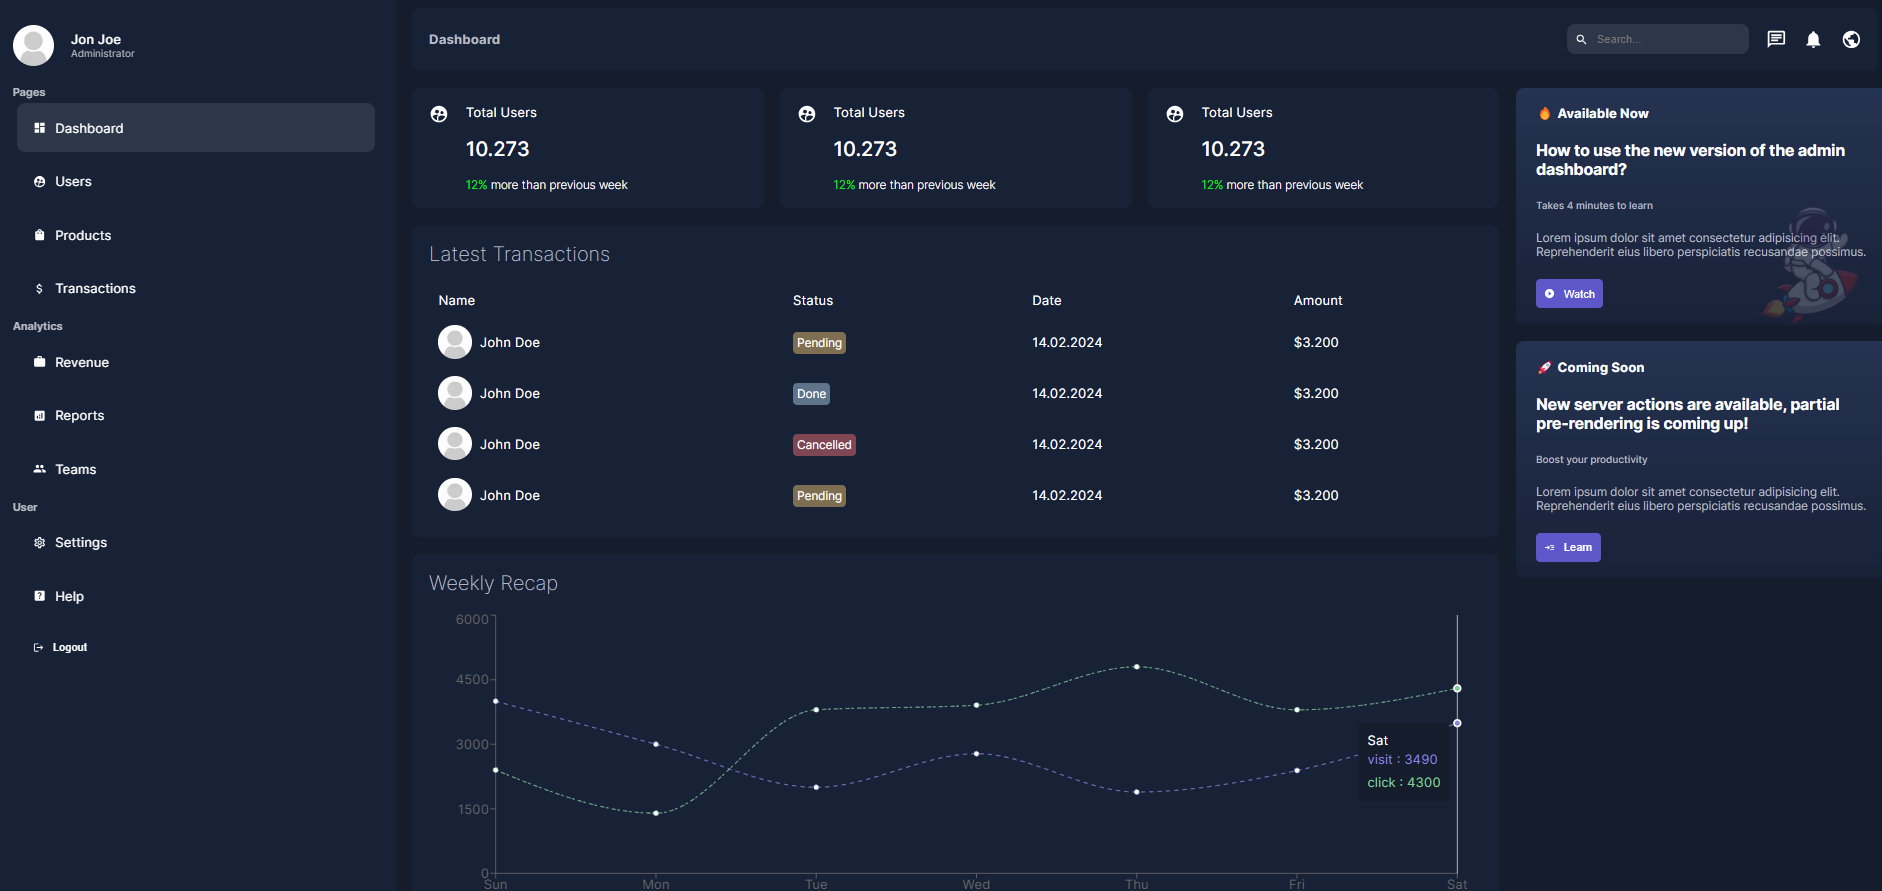 Jon Joe
Administrator
Pages
Dashboard
Users
Products
Transactions
Analytics
Revenue
Reports
Teams
User
Settings
Help
Logout
Dashboard
Search...
Total Users
10.273
12% more than previous week
Total Users
10.273
12% more than previous week
Total Users
10.273
12% more than previous week
Latest Transactions
Name Status Date Amount
John Doe Pending 14.02.2024 $3.200
John Doe Done 14.02.2024 $3.200
John Doe Cancelled 14.02.2024 $3.200
John Doe Pending 14.02.2024 $3.200
Weekly Recap
6000
4500
3000
1500
0
Sun Mon Tue Wed Thu Fri Sat
Sat
visit : 3490
click : 4300
🔥 Available Now
How to use the new version of the admin
dashboard?
Takes 4 minutes to learn
Lorem ipsum dolor sit amet consectetur adipisicing elit.
Reprehenderit eius libero perspiciatis recusandae possimus.
Watch
🚀 Coming Soon
New server actions are available, partial
pre-rendering is coming up!
Boost your productivity
Lorem ipsum dolor sit amet consectetur adipisicing elit.
Reprehenderit eius libero perspiciatis recusandae possimus.
Learn